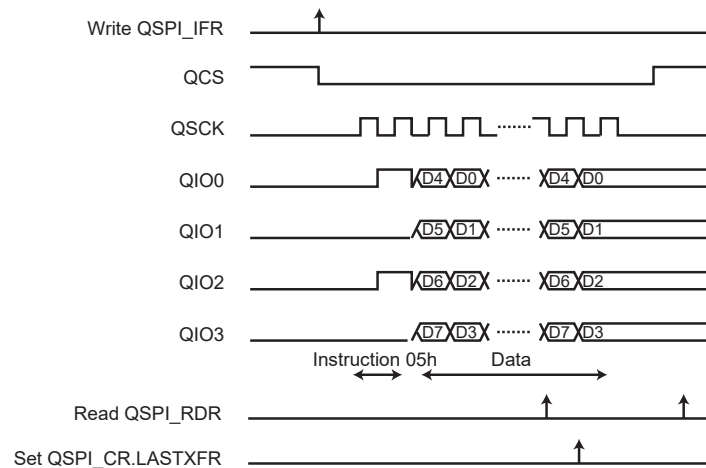 Write QSPI_IFR
QCS
QSCK
QIO0
D4 D0 D4 D0
QIO1
D5 D1 D5 D1
QIO2
D6 D2 D6 D2
QIO3
D7 D3 D7 D3
Instruction 05h Data
Read QSPI_RDR
Set QSPI_CR.LASTXFR